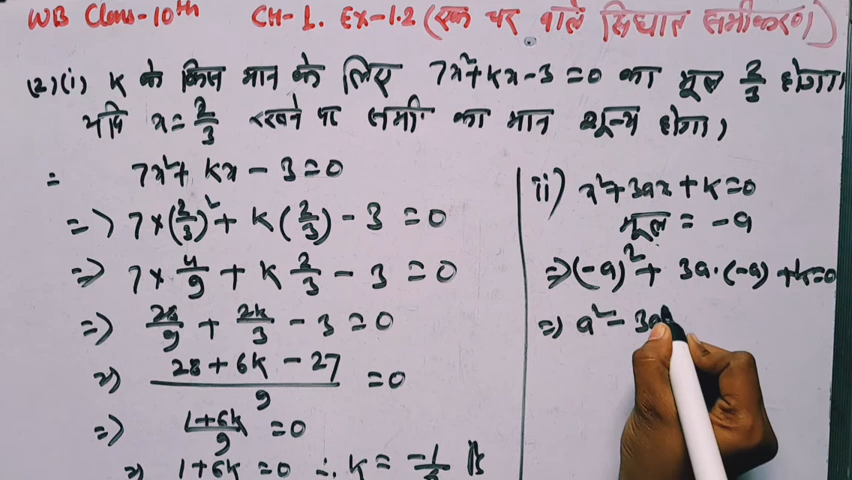 WB Class-10th CH-1. Ex-1.2 (एक चर वाले द्विघात समीकरण)
(2)(i) K के किस मान के लिए 7x²+kx-3=0 का मूल 2/3 होगा।
यदि x=2/3 रखने पर समी॰ का मान शून्य होगा,
= 7x²+kx-3=0
=> 7×(2/3)²+k(2/3)-3=0
=> 7×4/9+k 2/3-3=0
=> 28/9+2k/3-3=0
=> (28+6k-27)/9=0
=> (1+6k)/9=0
=> 1+6k=0 ∴ k=-1/6
ii) x²+3ax+k=0
मूल = -a
=> (-a)²+3a·(-a)+k=0
=> a²-3a